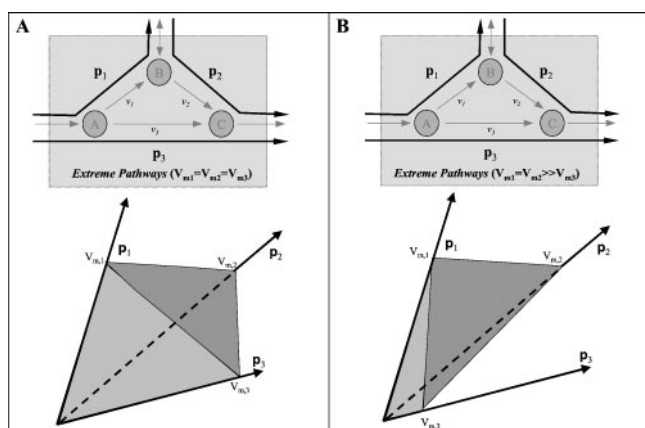 A
p1
p2
B
v1
v2
A
v3
C
p3
Extreme Pathways (Vm1=Vm2=Vm3)
p1
Vm,1
Vm,2
p2
p3
Vm,3
B
p1
p2
B
v1
v2
A
v3
C
p3
Extreme Pathways (Vm1=Vm2>>Vm3)
p1
Vm,1
Vm,2
p2
p3
Vm,3